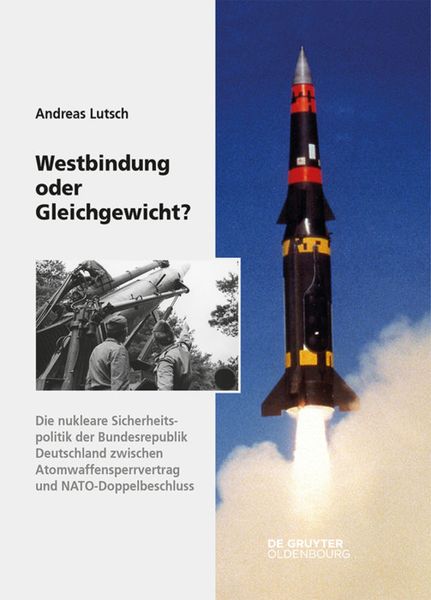 Andreas Lutsch
Westbindung
oder
Gleichgewicht?
Die nukleare Sicherheits-
politik der Bundesrepublik
Deutschland zwischen
Atomwaffensperrvertrag
und NATO-Doppelbeschluss
DE GRUYTER
OLDENBOURG